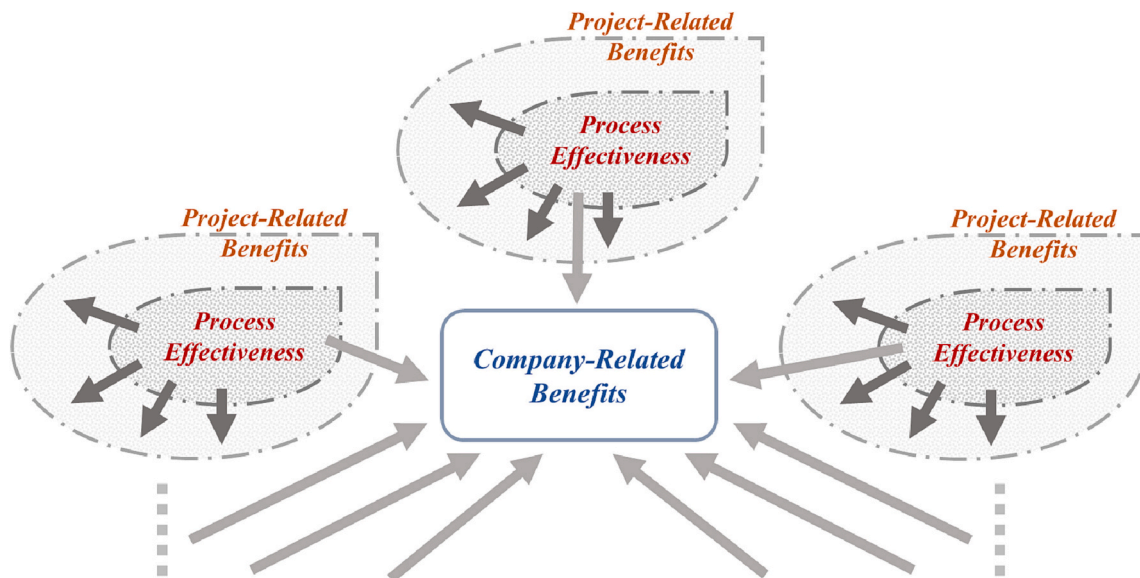 Project-Related
Benefits
Process
Effectiveness
Project-Related
Benefits
Process
Effectiveness
Company-Related
Benefits
Project-Related
Benefits
Process
Effectiveness